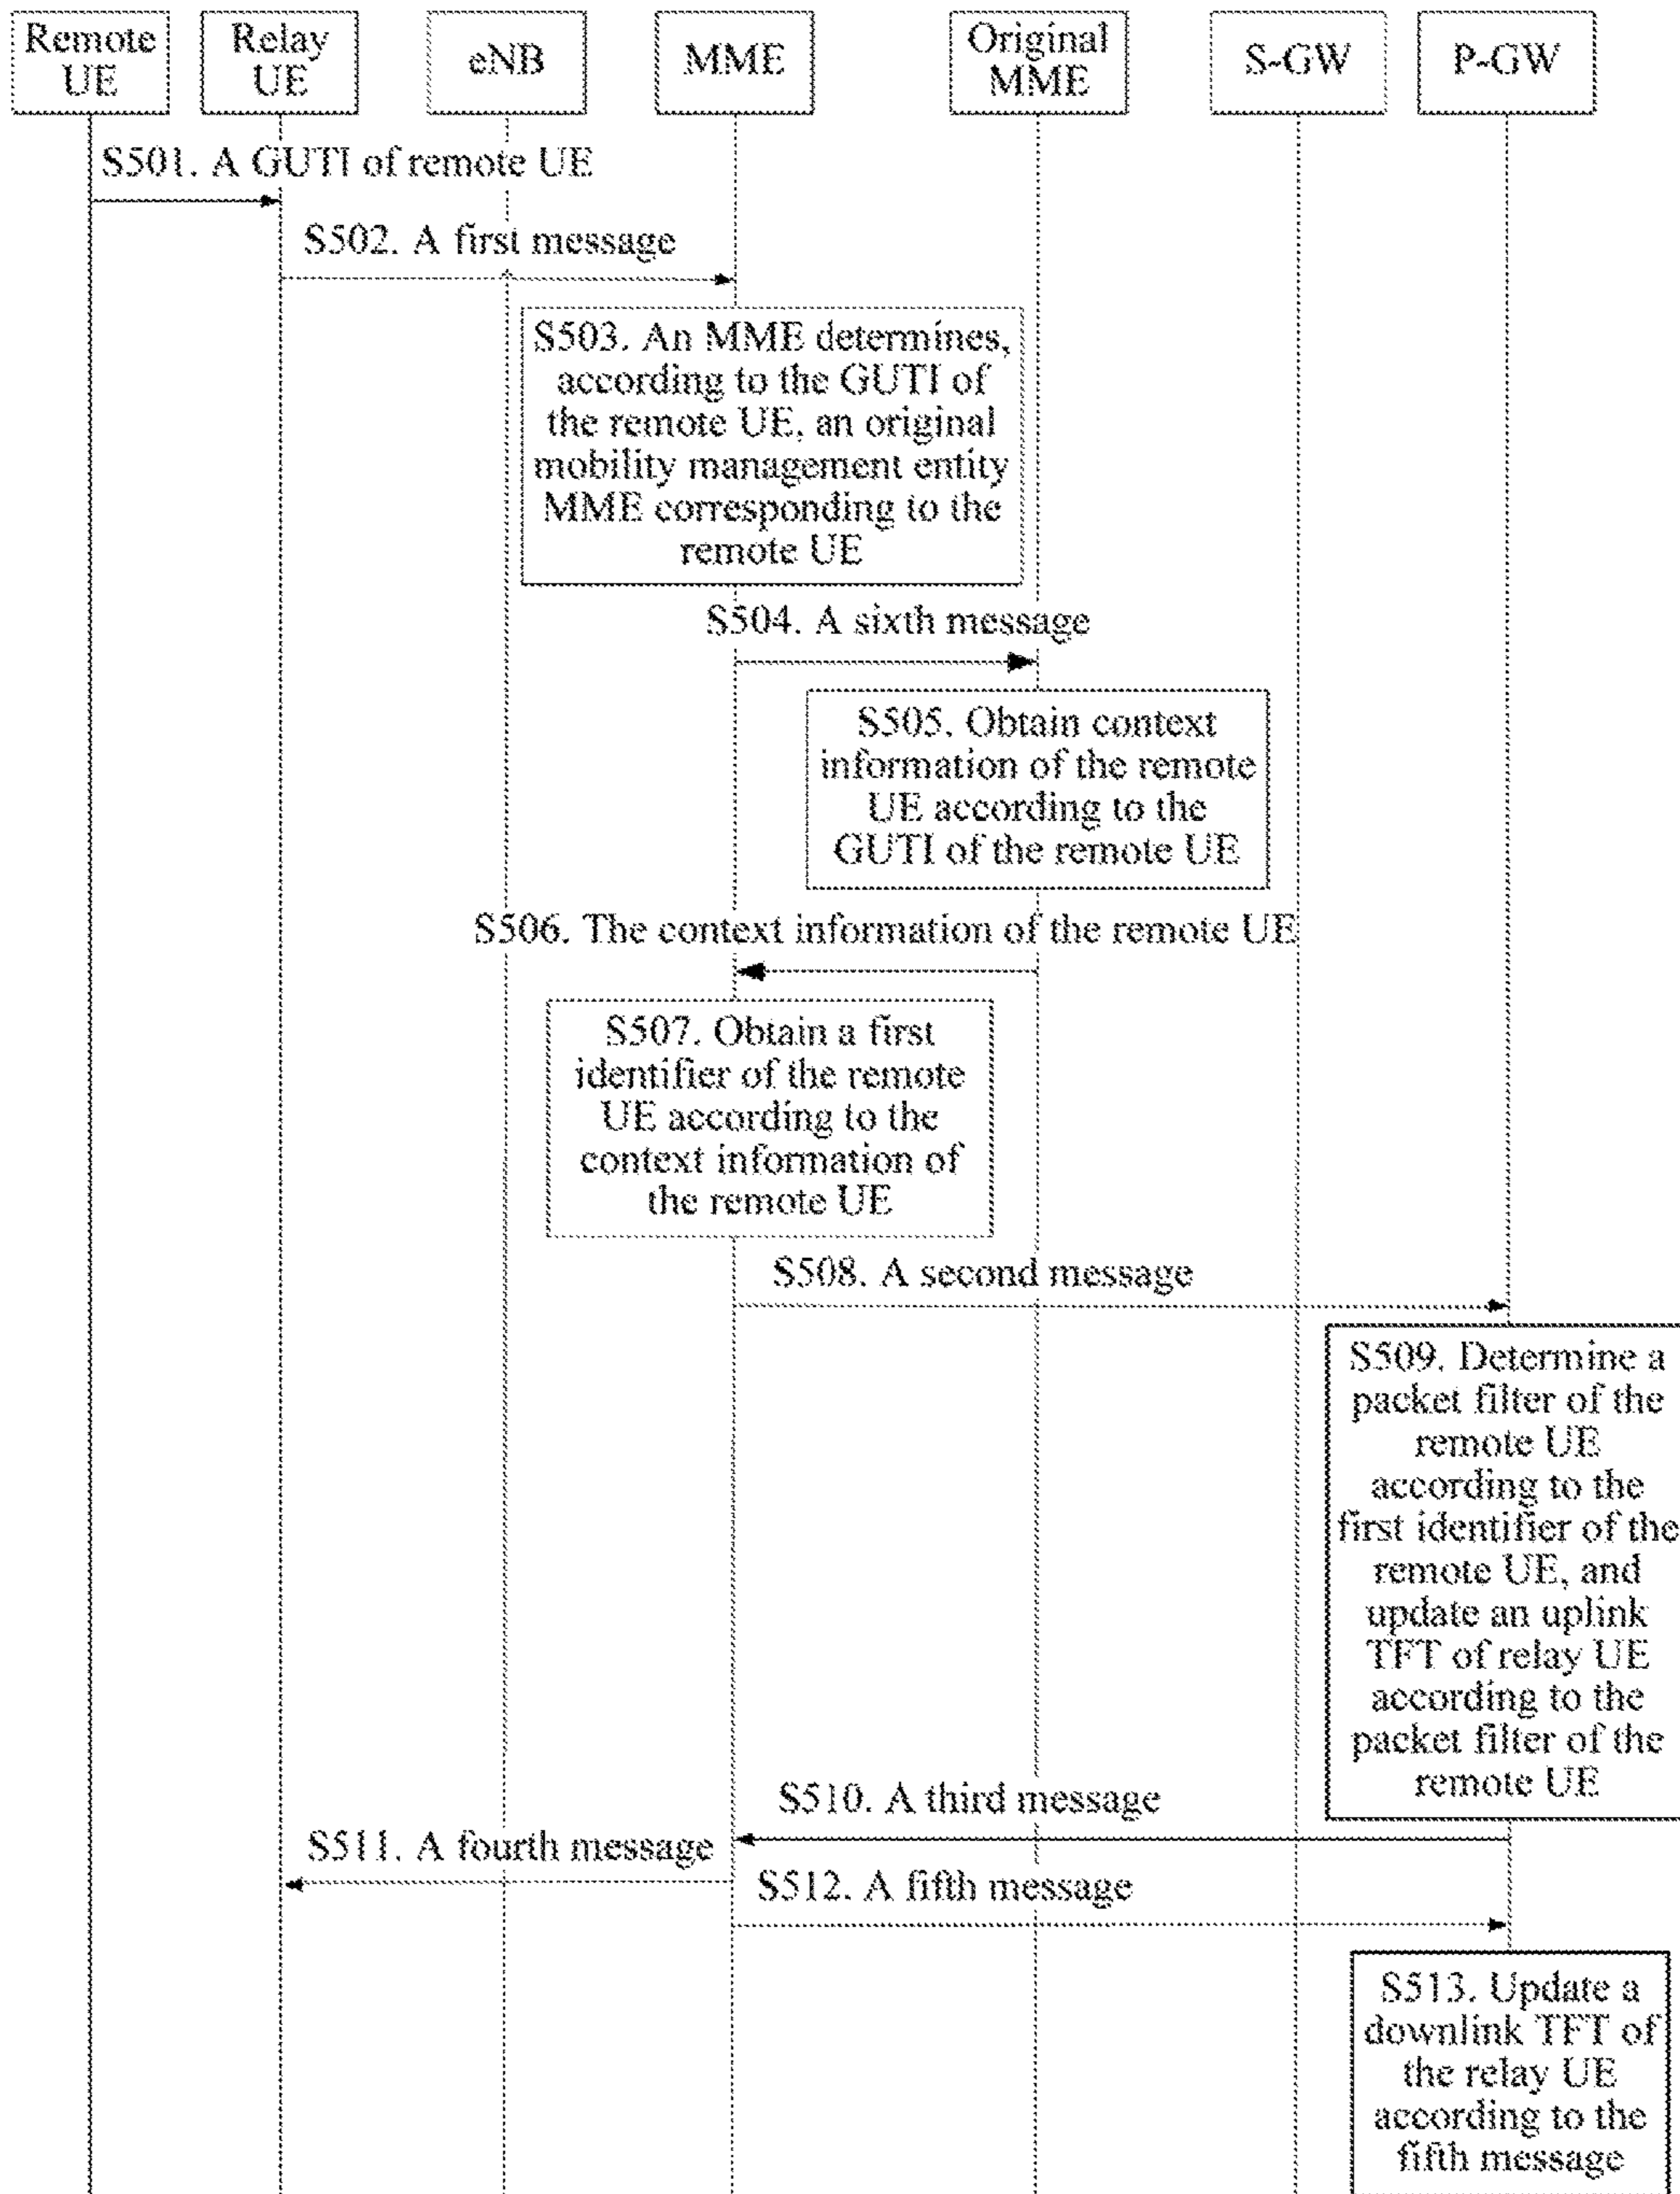 Remote
UE
Relay
UE
eNB
MME
Original
MME
S-GW
P-GW
S501. A GUTI of remote UE
S502. A first message
S503. An MME determines,
according to the GUTI of
the remote UE, an original
mobility management entity
MME corresponding to the
remote UE
S504. A sixth message
S505. Obtain context
information of the remote
UE according to the
GUTI of the remote UE
S506. The context information of the remote UE
S507. Obtain a first
identifier of the remote
UE according to the
context information of
the remote UE
S508. A second message
S509. Determine a
packet filter of the
remote UE
according to the
first identifier of the
remote UE, and
update an uplink
TFT of relay UE
according to the
packet filter of the
remote UE
S510. A third message
S511. A fourth message
S512. A fifth message
S513. Update a
downlink TFT of
the relay UE
according to the
fifth message